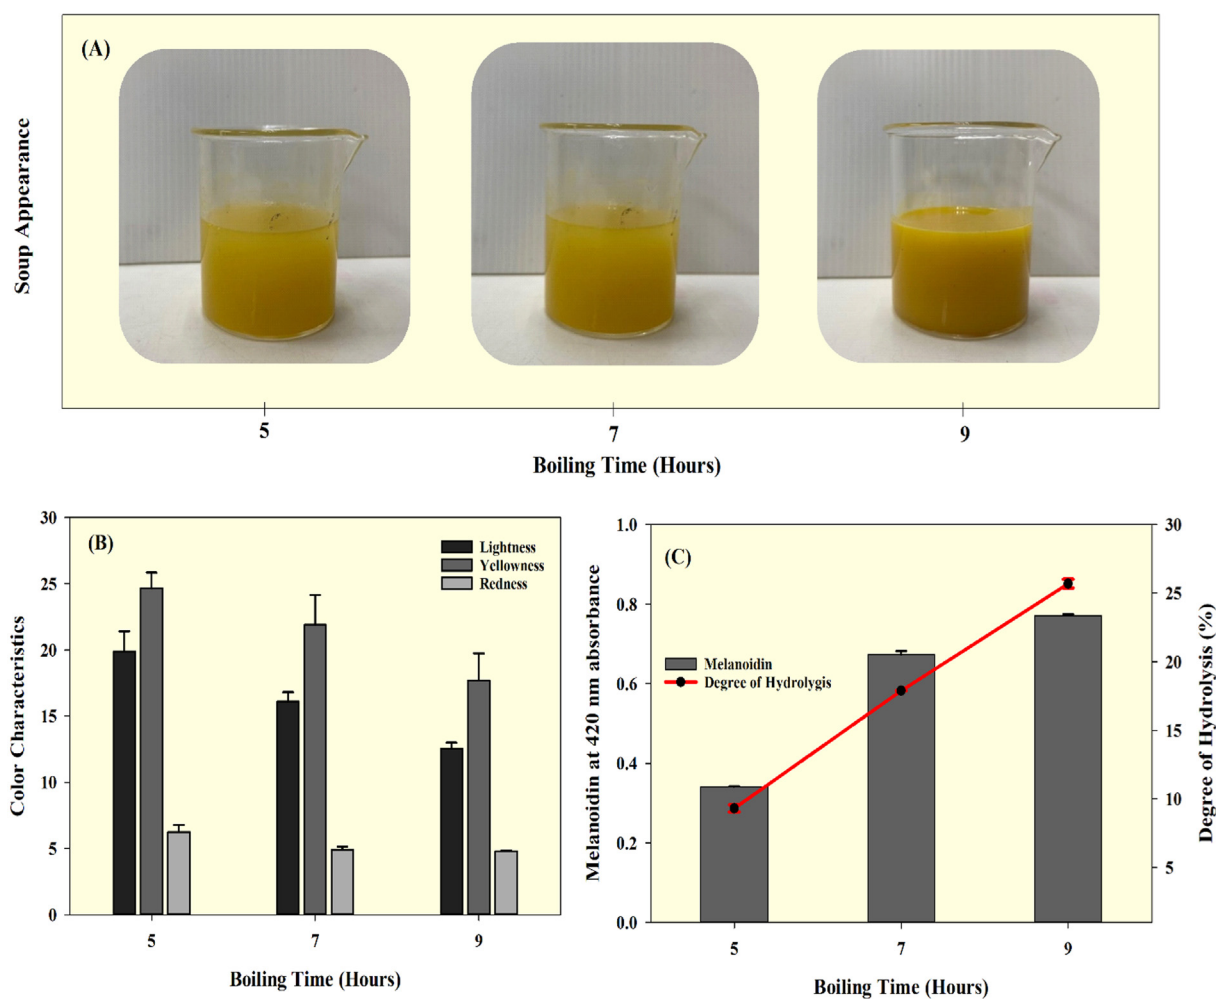 (A)
Soup Appearance
5 7 9
Boiling Time (Hours)
(B)
Lightness
Yellowness
Redness
Color Characteristics
30
25
20
15
10
5
0
5 7 9
Boiling Time (Hours)
(C)
Melanoidin
Degree of Hydrolygis
Melanoidin at 420 nm absorbance
1.0
0.8
0.6
0.4
0.2
0.0
30
25
20
15
10
5
Degree of Hydrolysis (%)
5 7 9
Boiling Time (Hours)